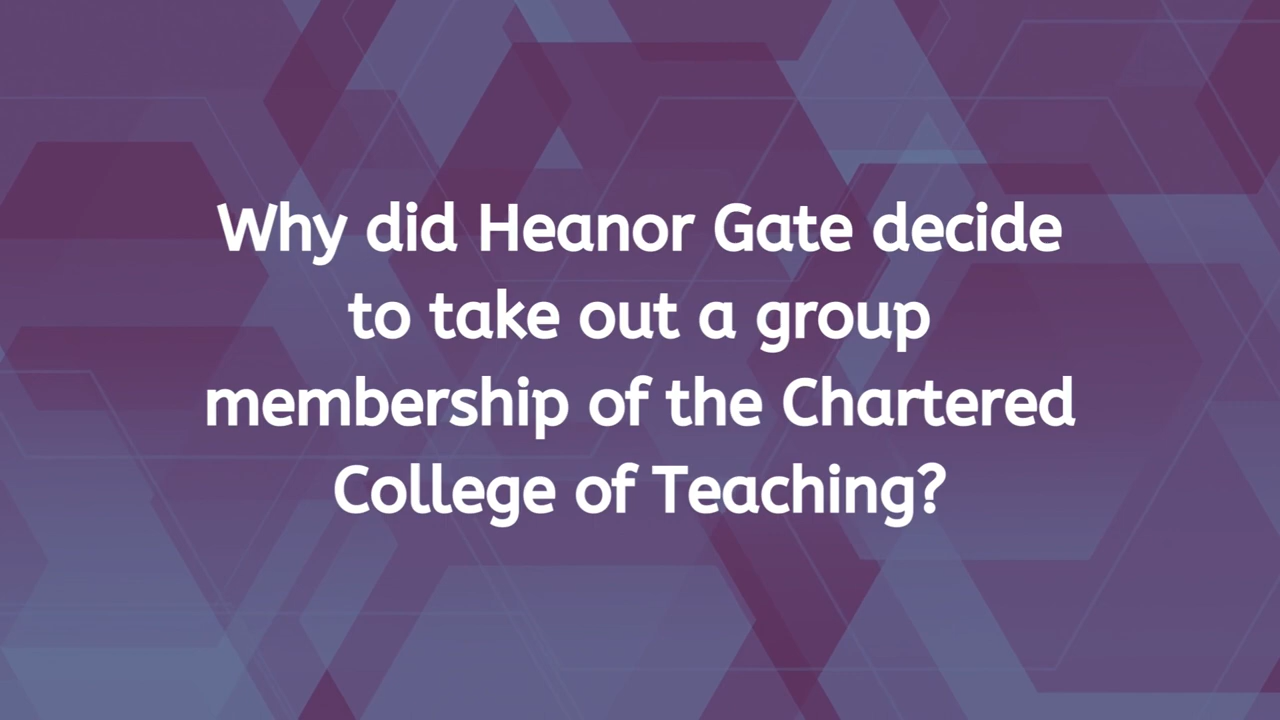 Why did Heanor Gate decide
to take out a group
membership of the Chartered
College of Teaching?